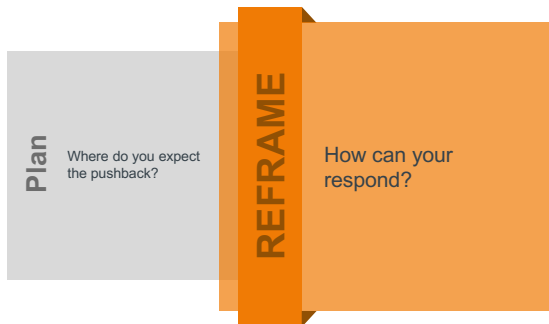 Plan
Where do you expect
the pushback?
REFRAME
How can your
respond?